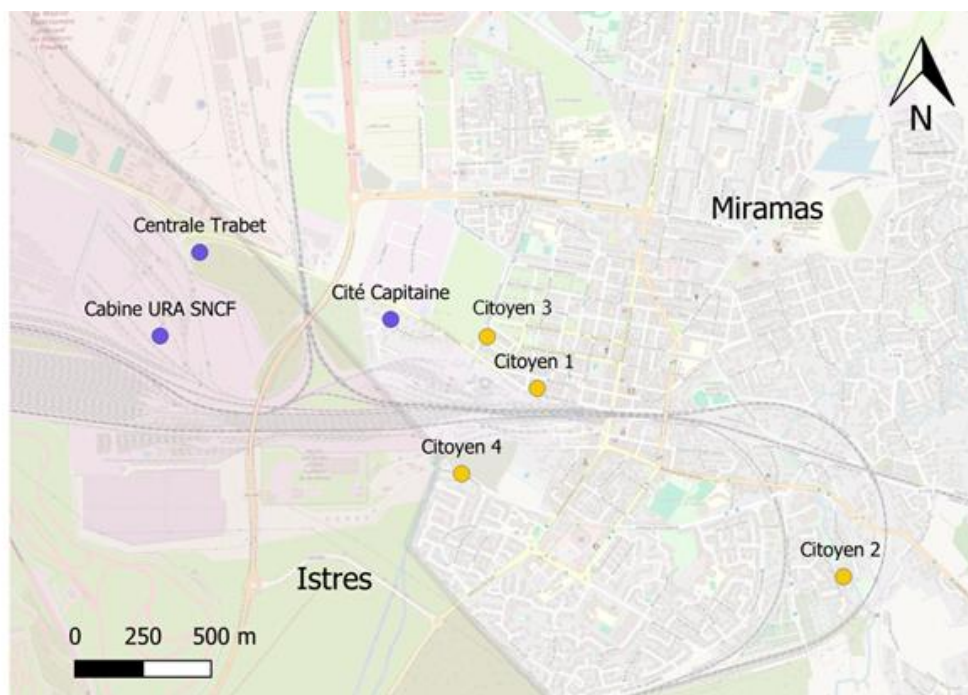 N
Miramas
Centrale Trabet
Cité Capitaine
Cabine URA SNCF
Citoyen 3
Citoyen 1
Citoyen 4
Citoyen 2
Istres
0 250 500 m